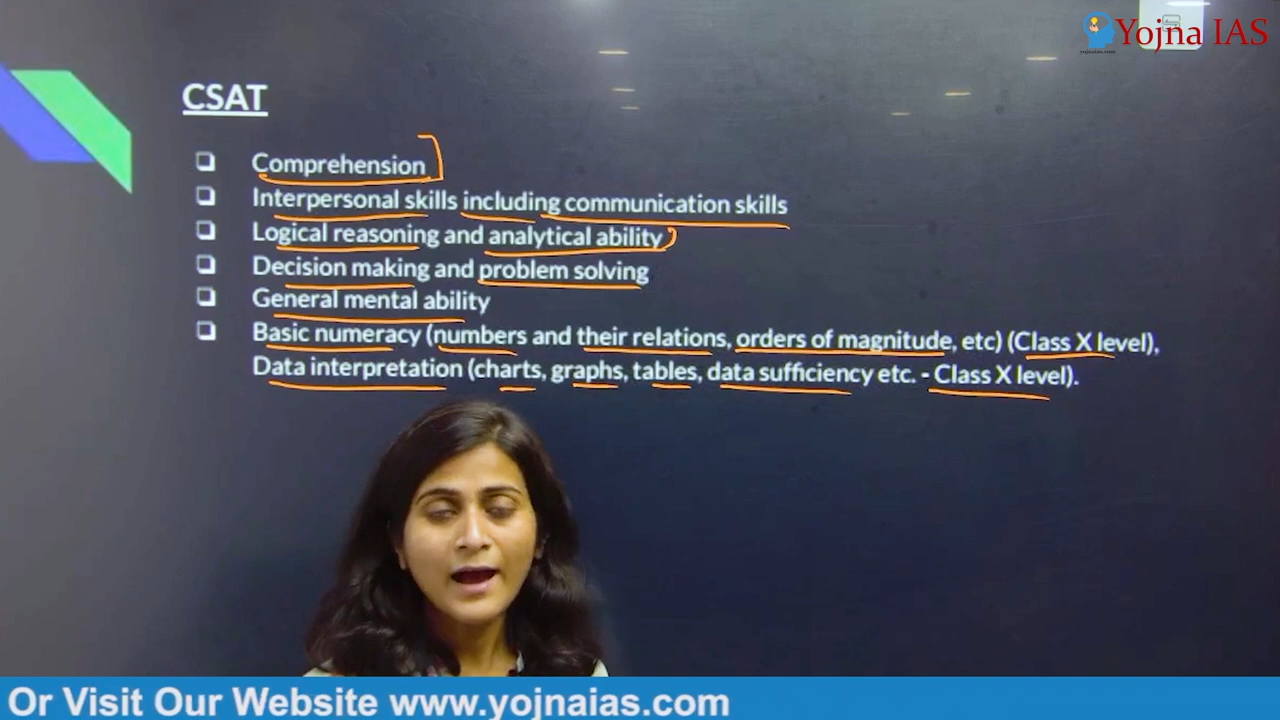 Yojna IAS
yojnaias.com
CSAT
❑ Comprehension
❑ Interpersonal skills including communication skills
❑ Logical reasoning and analytical ability
❑ Decision making and problem solving
❑ General mental ability
❑ Basic numeracy (numbers and their relations, orders of magnitude, etc) (Class X level),
Data interpretation (charts, graphs, tables, data sufficiency etc. - Class X level).
Or Visit Our Website www.yojnaias.com